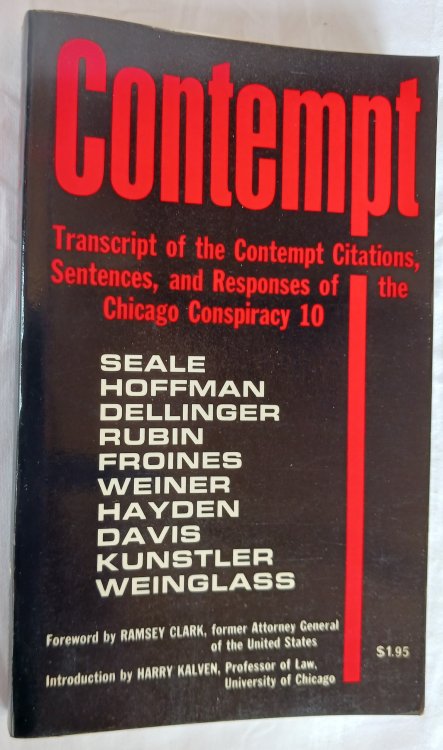 Contempt
Transcript of the Contempt Citations,
Sentences, and Responses of the
Chicago Conspiracy 10
SEALE
HOFFMAN
DELLINGER
RUBIN
FROINES
WEINER
HAYDEN
DAVIS
KUNSTLER
WEINGLASS
Foreword by RAMSEY CLARK, former Attorney General
of the United States
$1.95
Introduction by HARRY KALVEN, Professor of Law,
University of Chicago